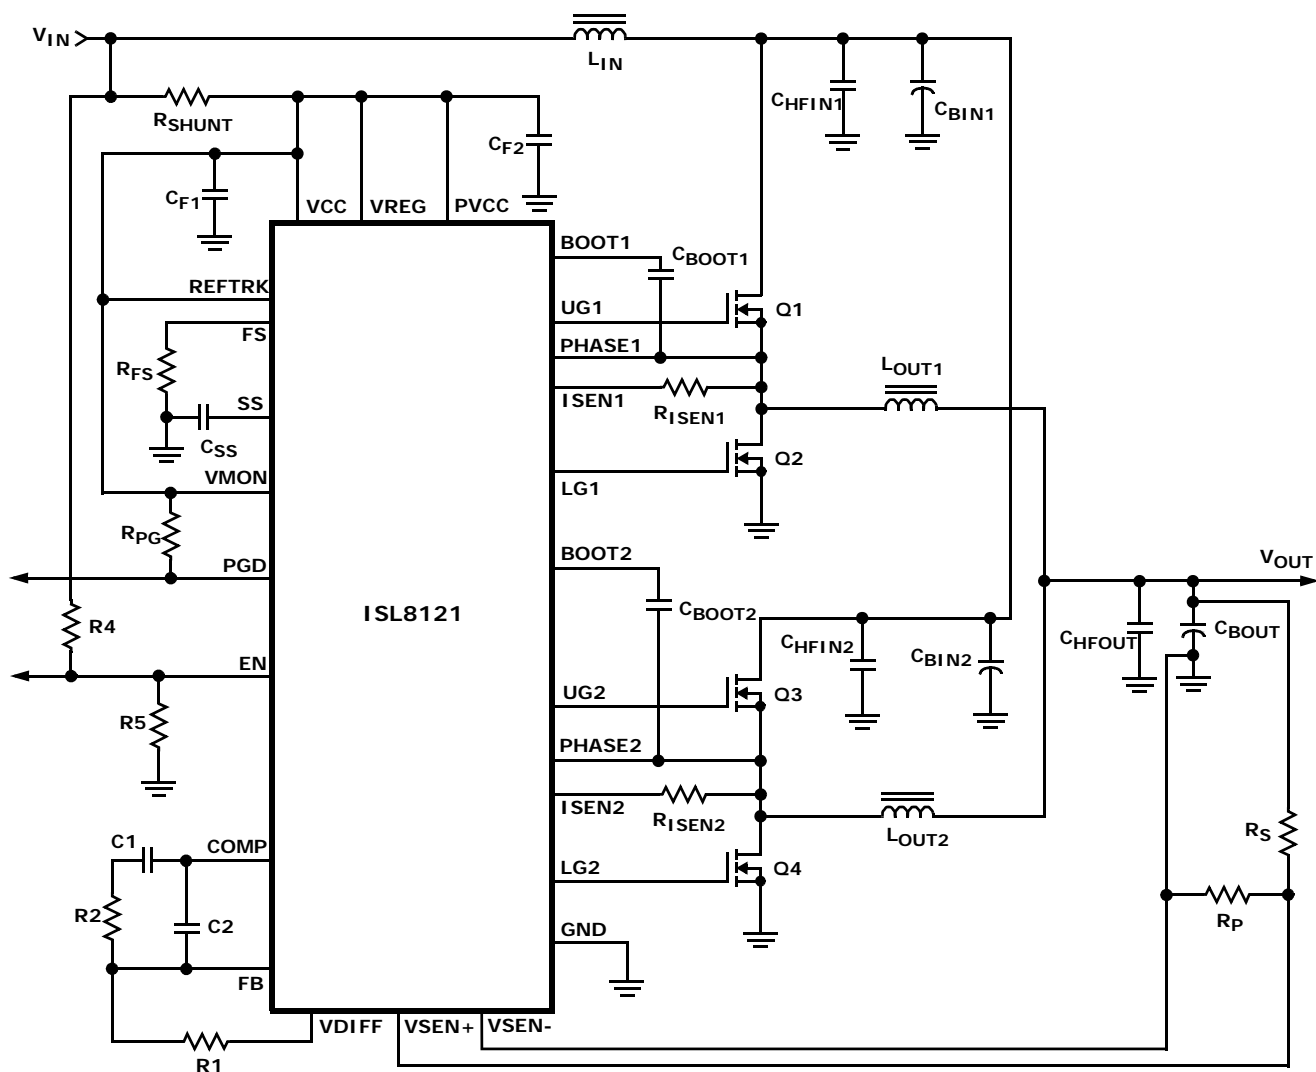 VIN
LIN
CHFIN1
CBIN1
RSHUNT
CF2
CF1
VCC
VREG
PVCC
BOOT1
CBOOT1
REFTRK
UG1
Q1
FS
PHASE1
RFS
LOUT1
SS
ISEN1
RISEN1
CSS
Q2
VMON
LG1
RPG
BOOT2
VOUT
PGD
ISL8121
CBOOT2
R4
CHFIN2
CBIN2
CHFOUT
CBOUT
EN
UG2
Q3
R5
PHASE2
ISEN2
RISEN2
LOUT2
RS
C1
COMP
LG2
Q4
R2
C2
GND
RP
FB
VDIFF
VSEN+
VSEN-
R1